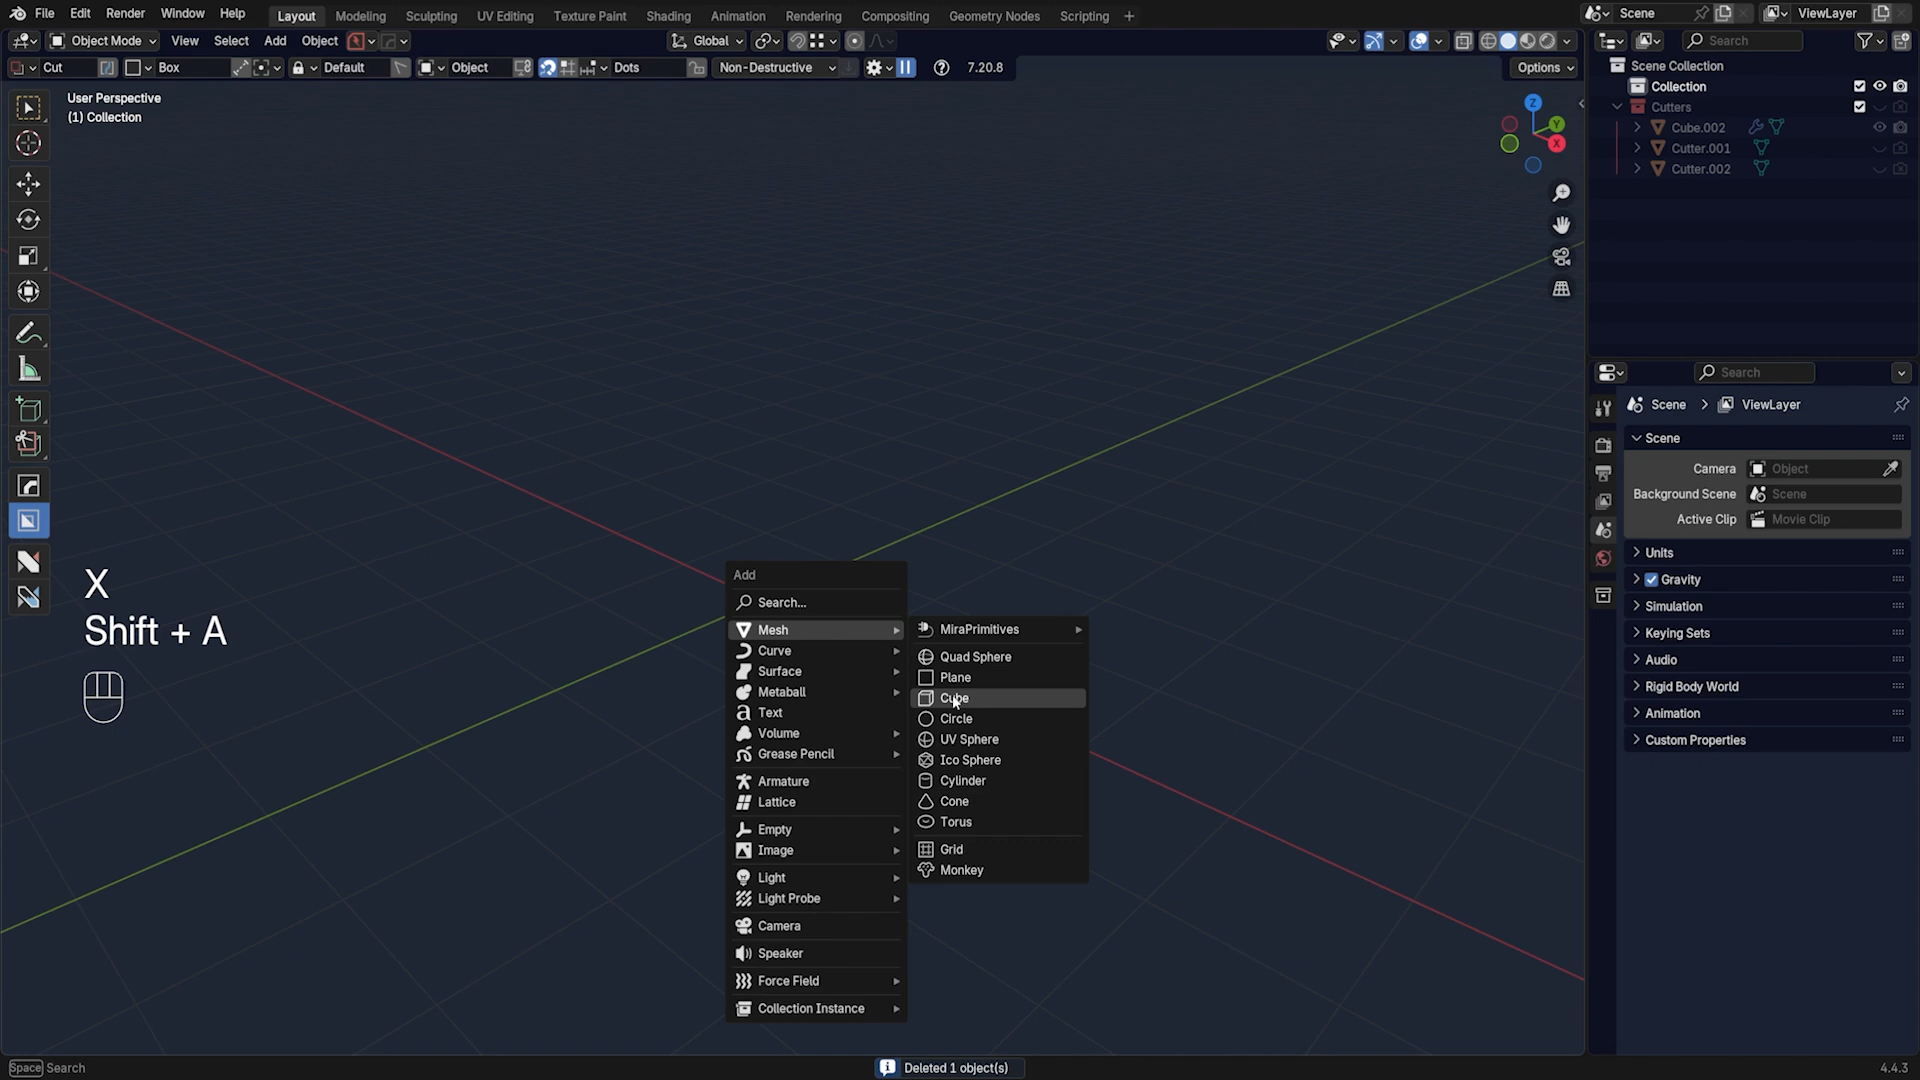 File Edit Render Window Help Layout Modeling Sculpting UV Editing Texture Paint Shading Animation Rendering Compositing Geometry Nodes Scripting + Scene ViewLayer
Object Mode View Select Add Object Global Search
Cut Box Default Object Dots Non-Destructive 7.20.8 Options
User Perspective
(1) Collection
Z
Y
X
Scene Collection
Collection
Cutters
Cube.002
Cutter.001
Cutter.002
Search
Scene > ViewLayer
Scene
Camera Object
Background Scene Scene
Active Clip Movie Clip
Units
Gravity
Simulation
Keying Sets
Audio
Rigid Body World
Animation
Custom Properties
X
Shift + A
Add
Search...
Mesh
Curve
Surface
Metaball
Text
Volume
Grease Pencil
Armature
Lattice
Empty
Image
Light
Light Probe
Camera
Speaker
Force Field
Collection Instance
MiraPrimitives
Quad Sphere
Plane
Cube
Circle
UV Sphere
Ico Sphere
Cylinder
Cone
Torus
Grid
Monkey
Space Search
Deleted 1 object(s)
4.4.3